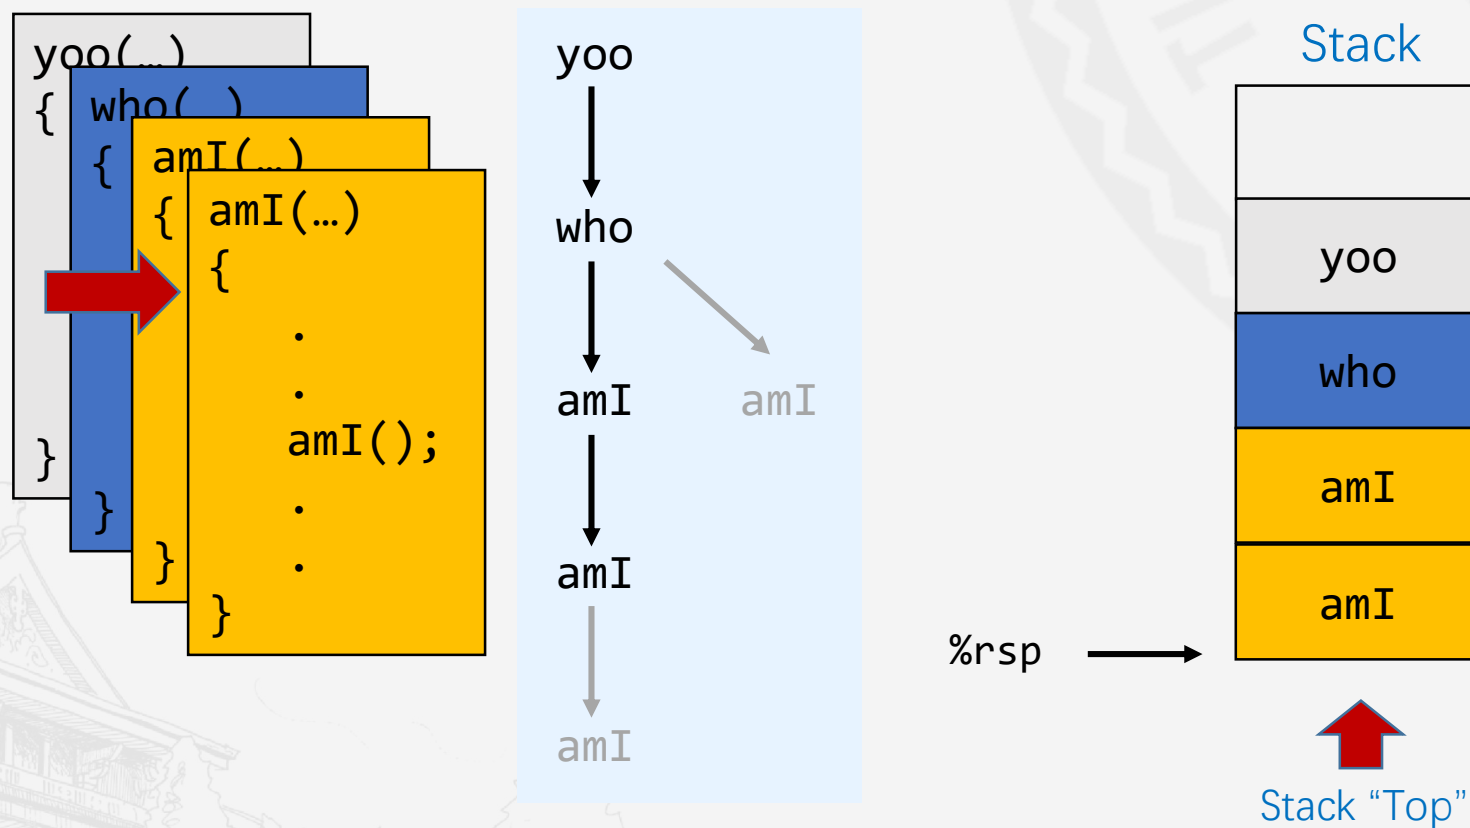 yoo(…)
{
}
who( )
{
}
amI(…)
{
}
amI(…)
{
.
.
amI();
.
.
}
yoo
who
amI
amI
amI
amI
Stack
yoo
who
amI
amI
%rsp
Stack “Top”